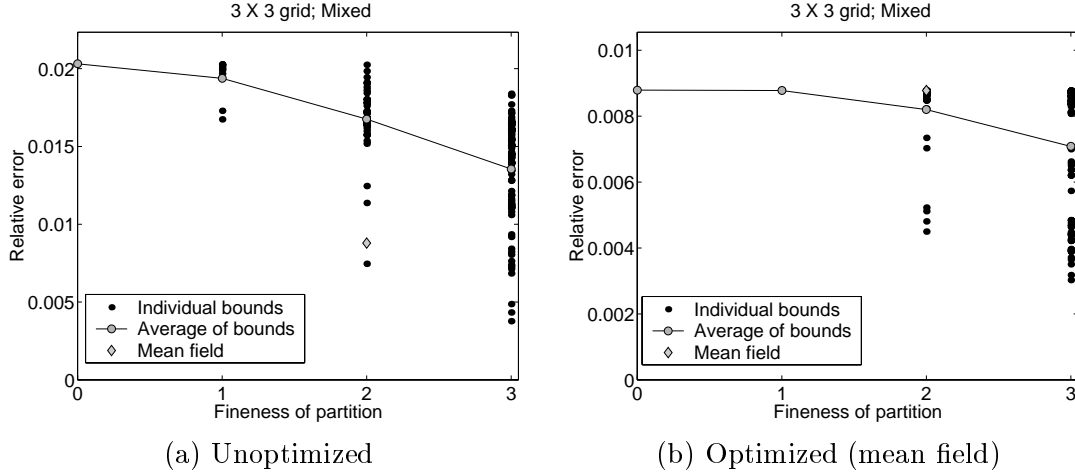 3 X 3 grid; Mixed
Relative error
0.02
0.015
0.01
0.005
0
Individual bounds
Average of bounds
Mean field
0 1 2 3
Fineness of partition
(a) Unoptimized
3 X 3 grid; Mixed
Relative error
0.01
0.008
0.006
0.004
0.002
0
Individual bounds
Average of bounds
Mean field
0 1 2 3
Fineness of partition
(b) Optimized (mean field)